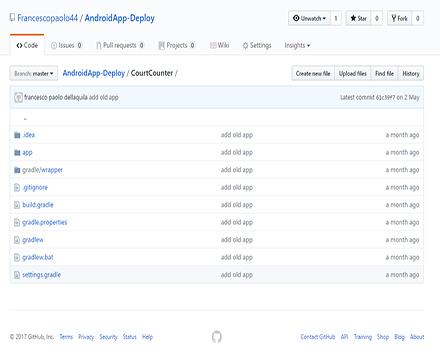 Francescopaolo44 / AndroidApp-Deploy
Unwatch 1 Star 0 Fork 0
Code Issues 0 Pull requests 0 Projects 0 Wiki Settings Insights
Branch: master AndroidApp-Deploy / CourtCounter / Create new file Upload files Find file History
francesco paolo dellaquila add old app Latest commit 61c39f7 on 2 May
..
.idea add old app a month ago
app add old app a month ago
gradle/wrapper add old app a month ago
.gitignore add old app a month ago
build.gradle add old app a month ago
gradle.properties add old app a month ago
gradlew add old app a month ago
gradlew.bat add old app a month ago
settings.gradle add old app a month ago
© 2017 GitHub, Inc. Terms Privacy Security Status Help Contact GitHub API Training Shop Blog About